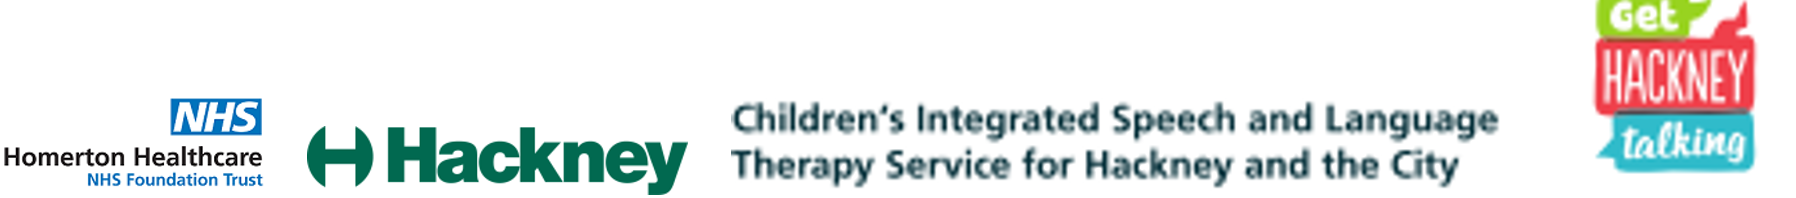 NHS
Homerton Healthcare
NHS Foundation Trust
Hackney
Children's Integrated Speech and Language
Therapy Service for Hackney and the City
Get
HACKNEY
talking